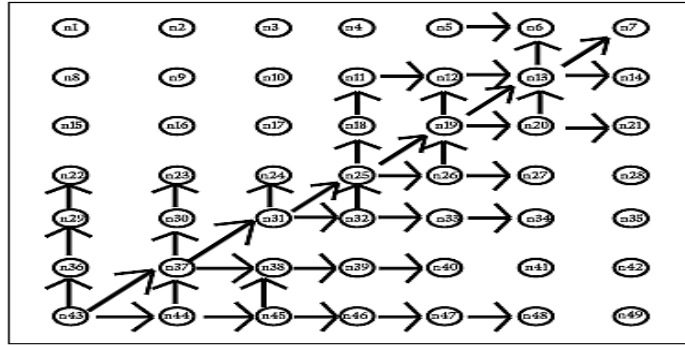 n1 n2 n3 n4 n5 n6 n7
n8 n9 n10 n11 n12 n13 n14
n15 n16 n17 n18 n19 n20 n21
n22 n23 n24 n25 n26 n27 n28
n29 n30 n31 n32 n33 n34 n35
n36 n37 n38 n39 n40 n41 n42
n43 n44 n45 n46 n47 n48 n49